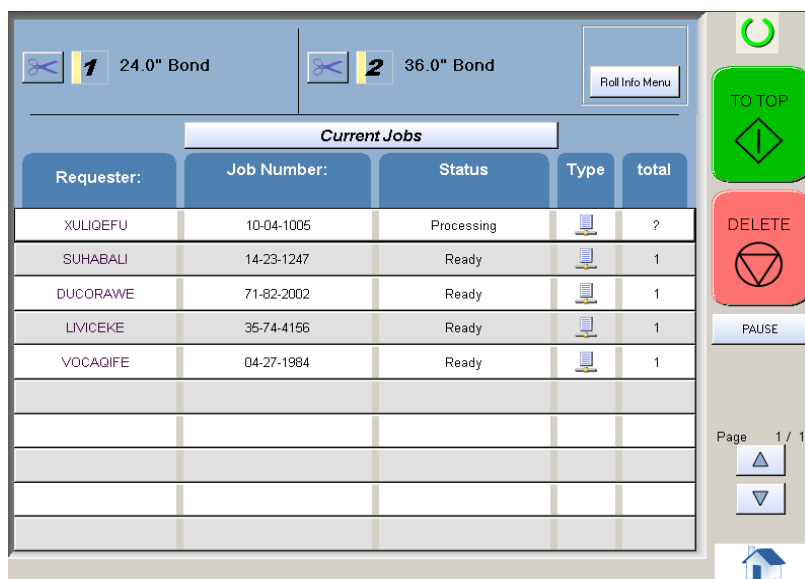 1 24.0" Bond
2 36.0" Bond
Roll Info Menu
Current Jobs
Requester: Job Number: Status Type total
XULIQEFU 10-04-1005 Processing ?
SUHABALI 14-23-1247 Ready 1
DUCORAWE 71-82-2002 Ready 1
LIVICEKE 35-74-4156 Ready 1
VOCAQIFE 04-27-1984 Ready 1
TO TOP
DELETE
PAUSE
Page 1 / 1